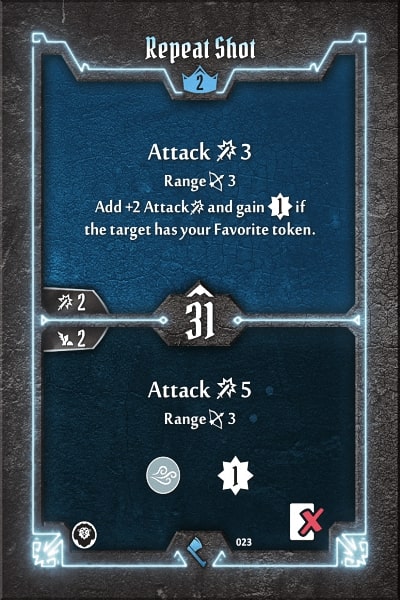 Repeat Shot
2
Attack 3
Range 3
Add +2 Attack and gain 1 if
the target has your Favorite token.
2
31
2
Attack 5
Range 3
1
023